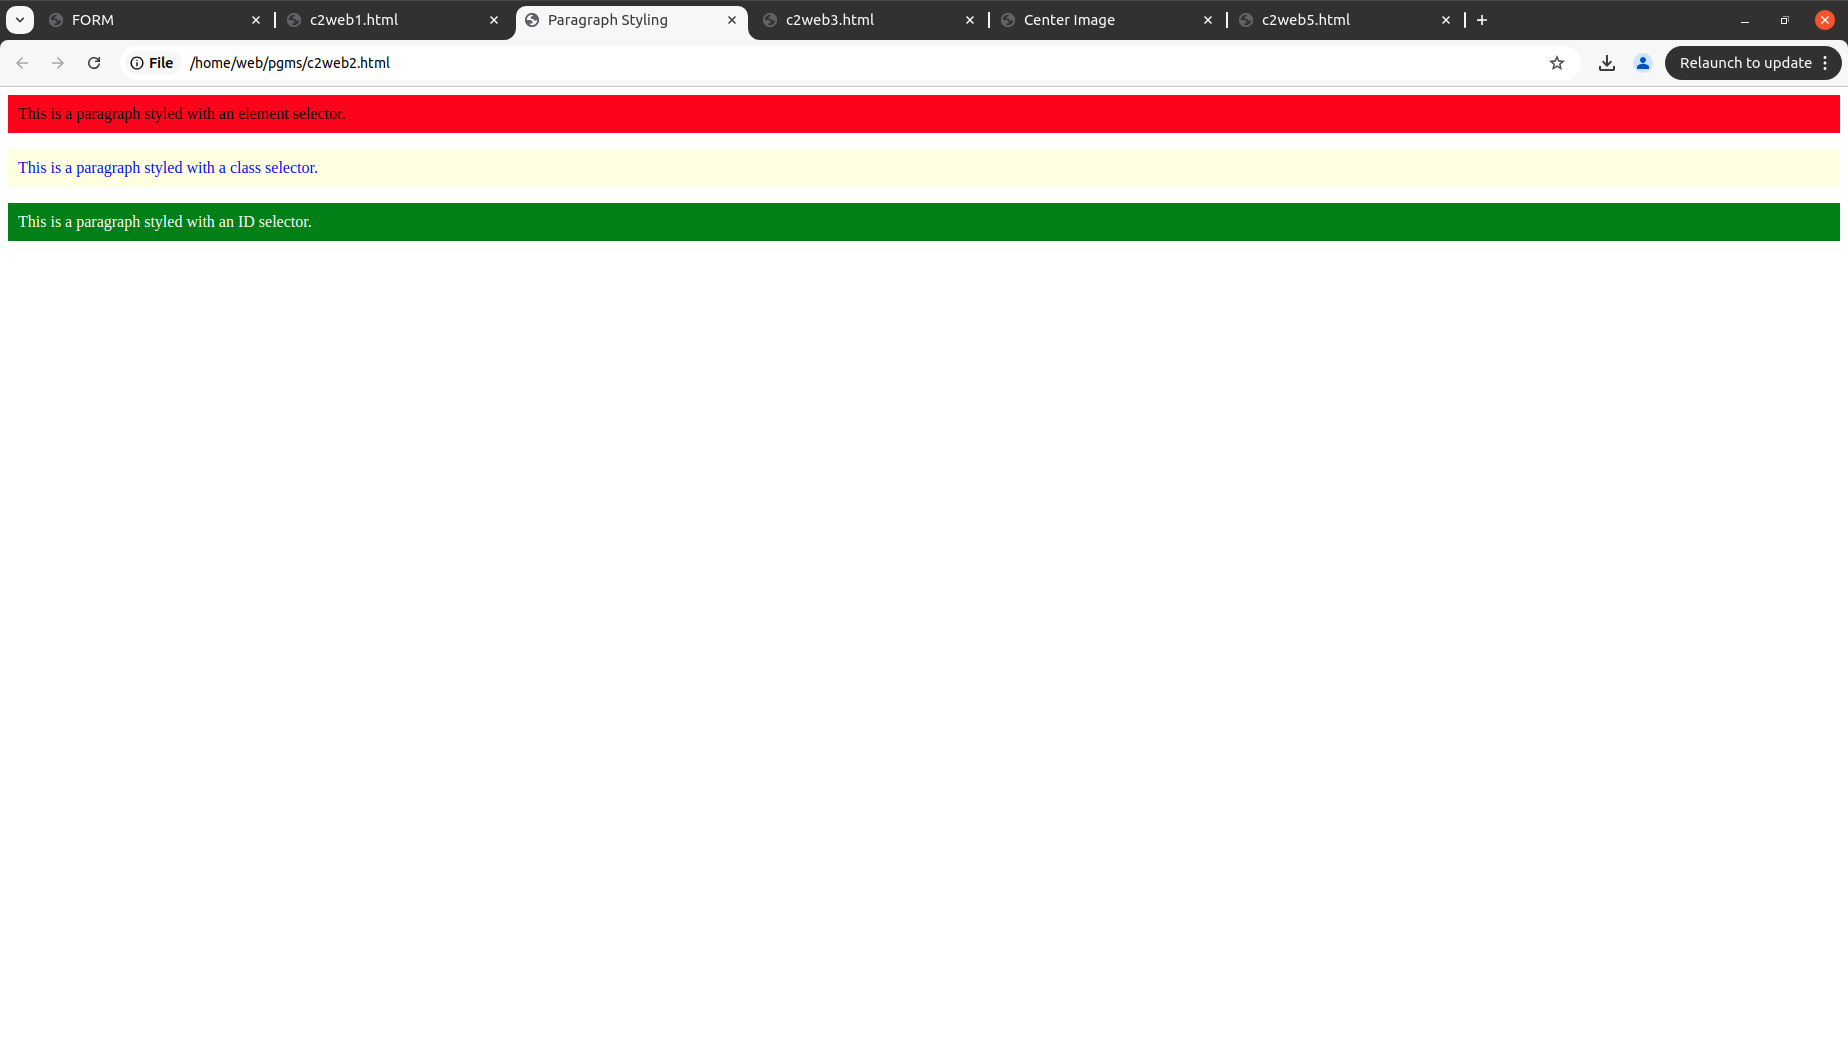 FORM
c2web1.html
Paragraph Styling
c2web3.html
Center Image
c2web5.html
File
/home/web/pgms/c2web2.html
Relaunch to update
This is a paragraph styled with an element selector.
This is a paragraph styled with a class selector.
This is a paragraph styled with an ID selector.